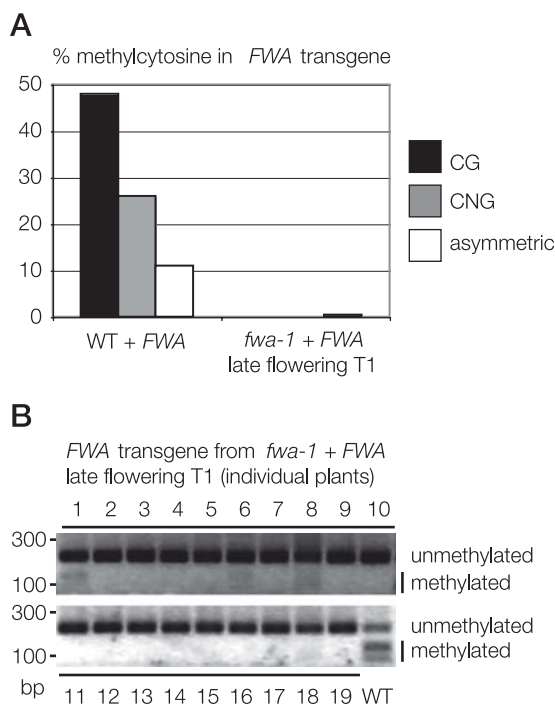 A
% methylcytosine in FWA transgene
50
40
30
20
10
0
CG
CNG
asymmetric
WT + FWA
fwa-1 + FWA
late flowering T1
B
FWA transgene from fwa-1 + FWA
late flowering T1 (individual plants)
1 2 3 4 5 6 7 8 9 10
300
unmethylated
100
methylated
300
unmethylated
100
methylated
bp
11 12 13 14 15 16 17 18 19 WT